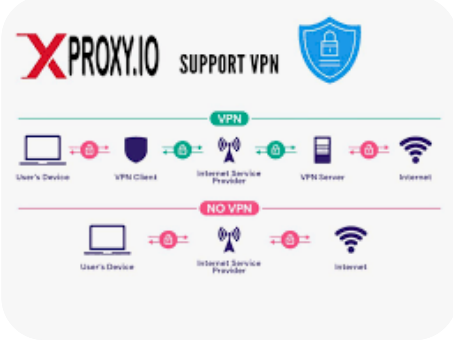 XPROXY.IO SUPPORT VPN
VPN
User's Device VPN Client Internet Service Provider VPN Server Internet
NO VPN
User's Device Internet Service Provider Internet